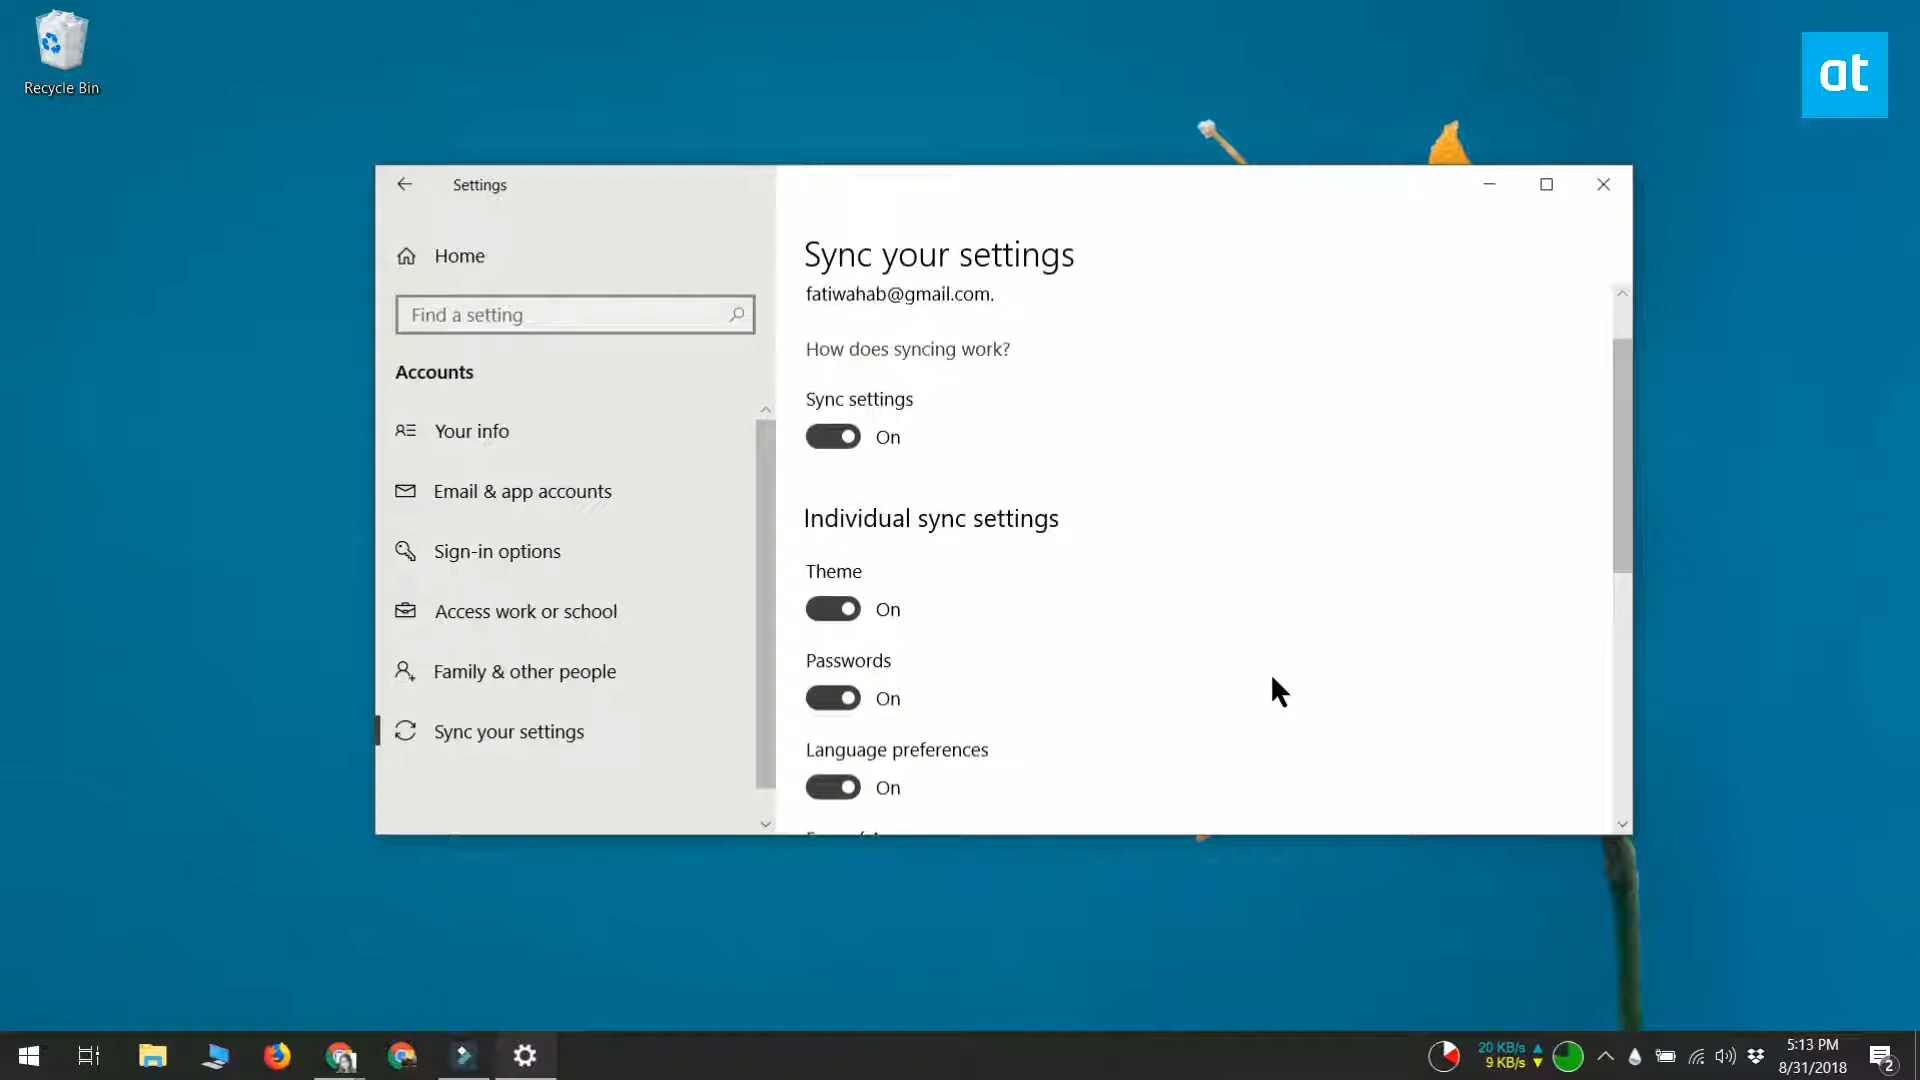 Recycle Bin
at
Settings
Home
Find a setting
Accounts
Your info
Email & app accounts
Sign-in options
Access work or school
Family & other people
Sync your settings
Sync your settings
fatiwahab@gmail.com.
How does syncing work?
Sync settings
On
Individual sync settings
Theme
On
Passwords
On
Language preferences
On
20 KB/s
9 KB/s
5:13 PM
8/31/2018
2